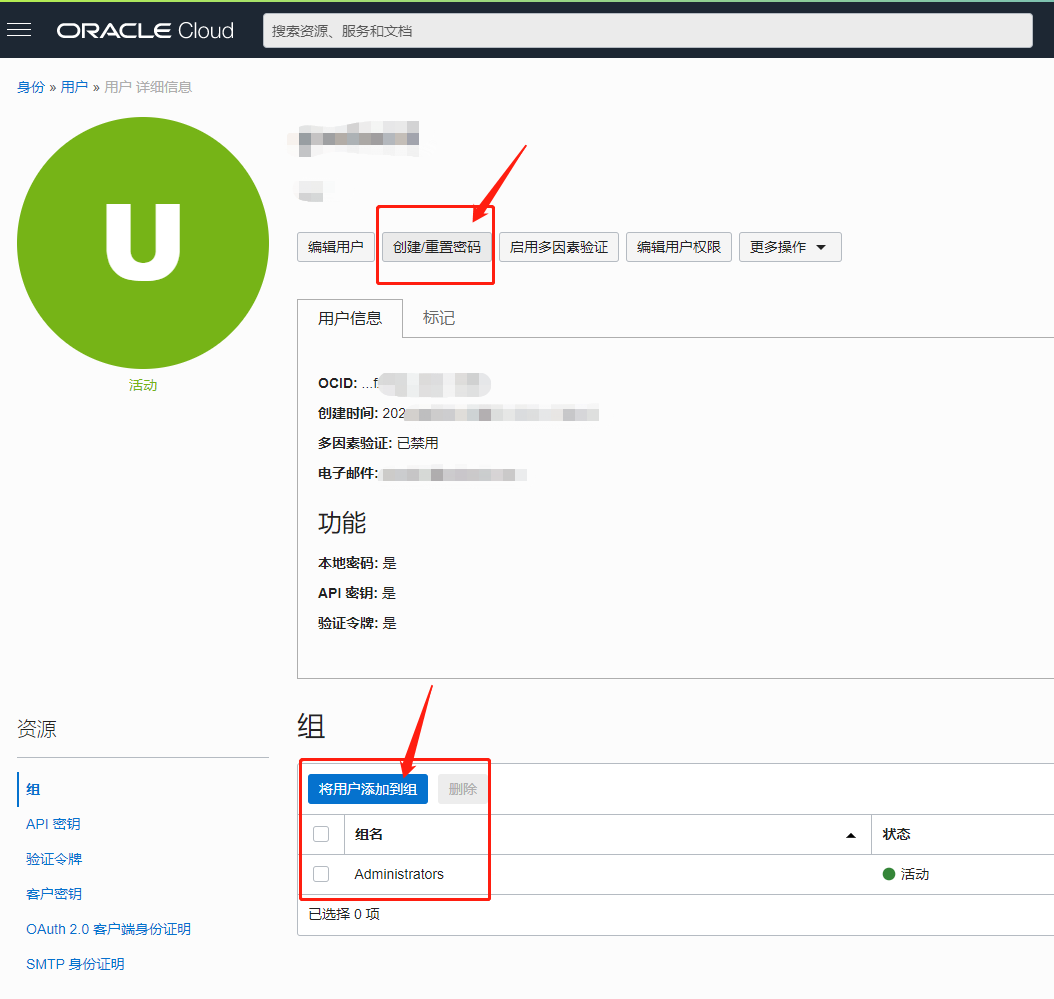 ORACLE Cloud
搜索资源、服务和文档
身份 » 用户 » 用户 详细信息
U
活动
编辑用户
创建/重置密码
启用多因素验证
编辑用户权限
更多操作
用户信息
标记
OCID: ...f.
创建时间: 202
多因素验证: 已禁用
电子邮件:
功能
本地密码: 是
API 密钥: 是
验证令牌: 是
资源
组
API 密钥
验证令牌
客户密钥
OAuth 2.0 客户端身份证明
SMTP 身份证明
组
将用户添加到组
删除
组名
状态
Administrators
活动
已选择 0 项